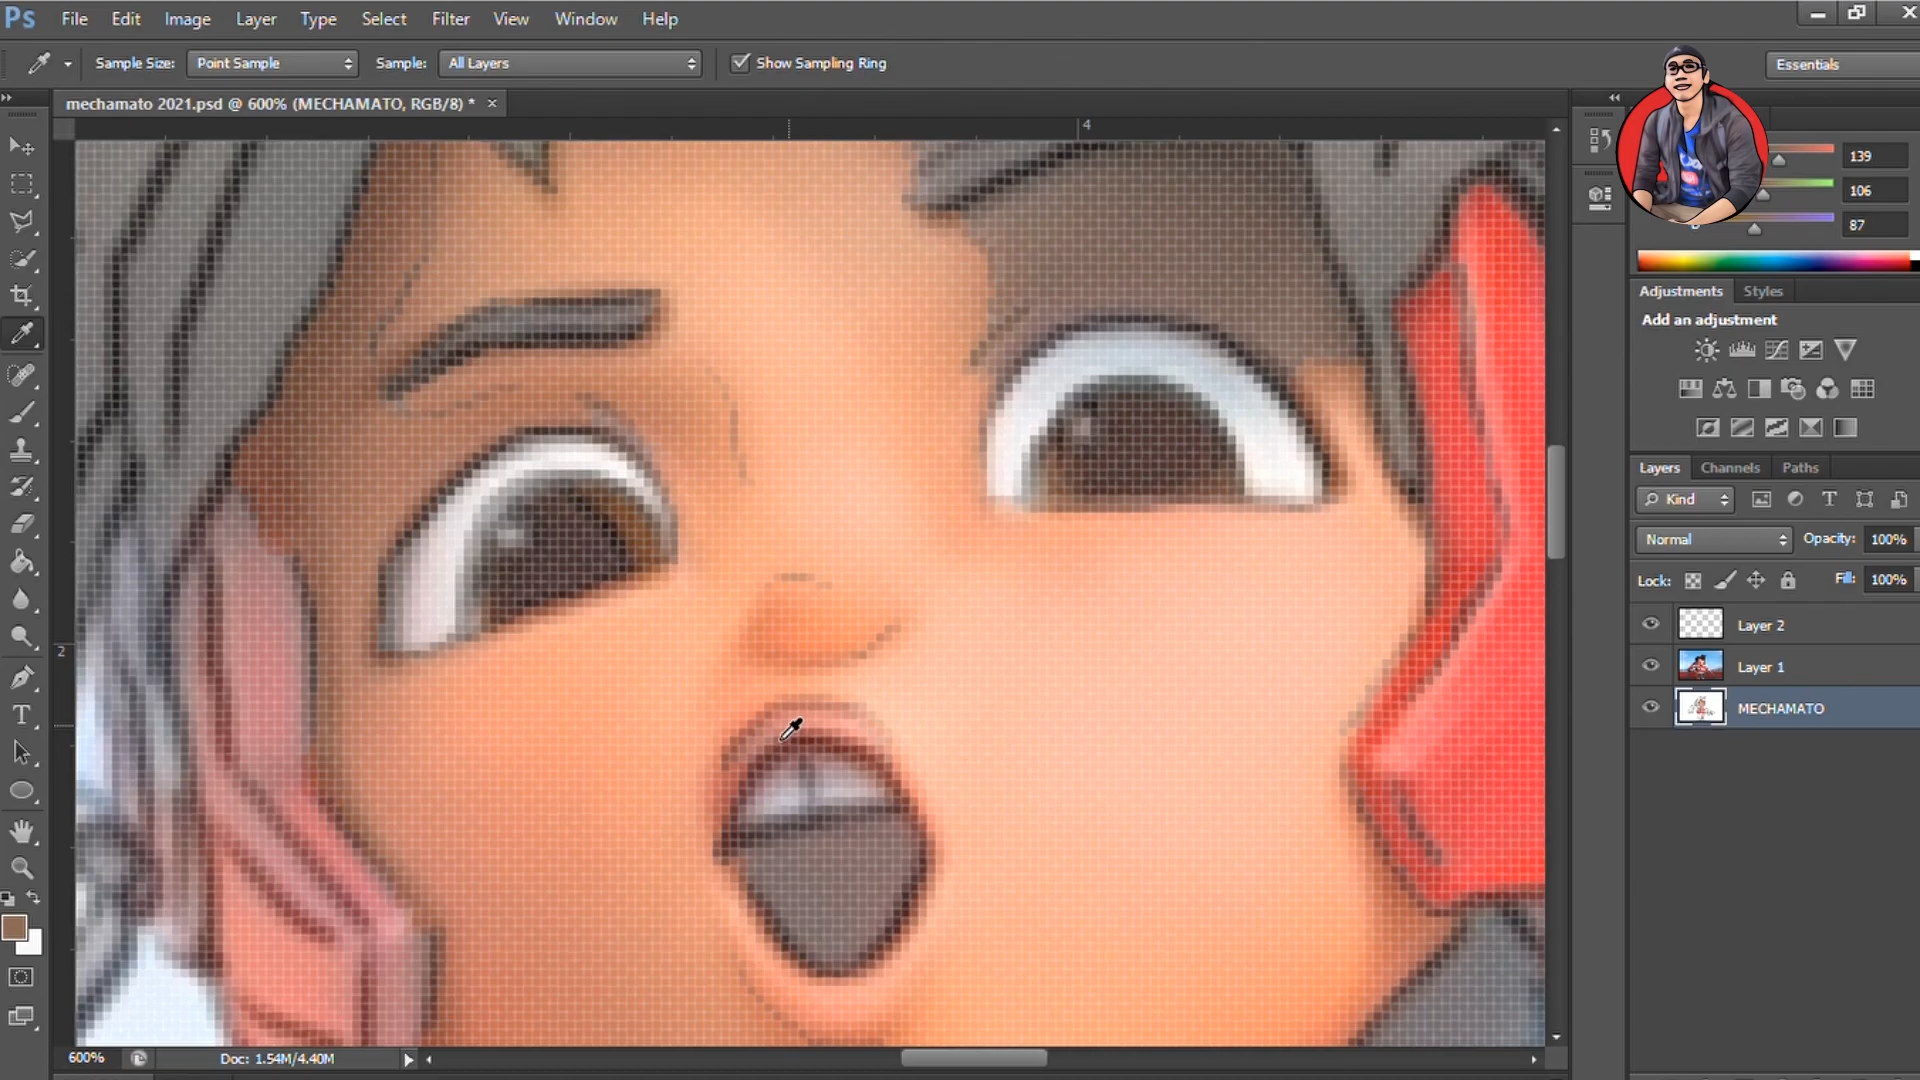 Ps File Edit Image Layer Type Select Filter View Window Help
Sample Size: Point Sample Sample: All Layers Show Sampling Ring Essentials
mechamato 2021.psd @ 600% (MECHAMATO, RGB/8) * ×
4
139
106
87
Adjustments Styles
Add an adjustment
Layers Channels Paths
Kind T
Normal Opacity: 100%
Lock: Fill: 100%
Layer 2
2
Layer 1
MECHAMATO
T
600% Doc: 1.54M/4.40M